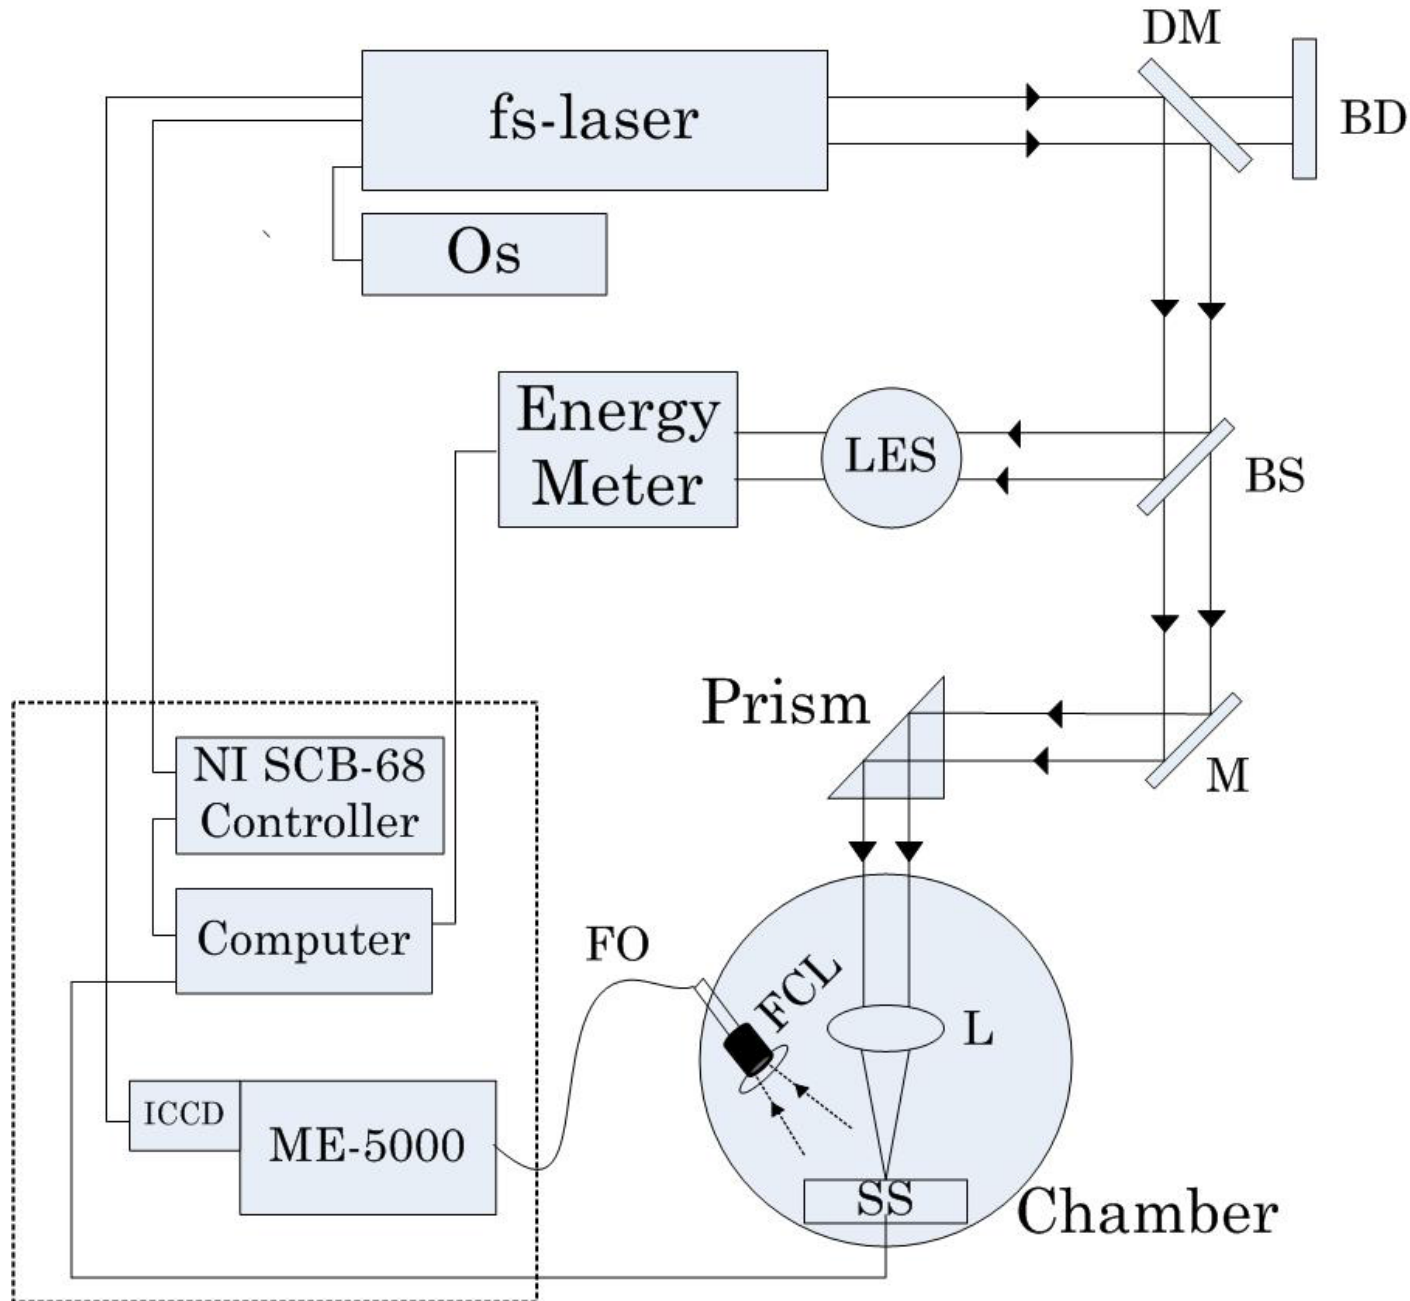 DM
fs-laser
BD
Os
Energy
Meter
LES
BS
Prism
M
NI SCB-68
Controller
Computer
FO
FCL
L
ICCD
ME-5000
SS
Chamber